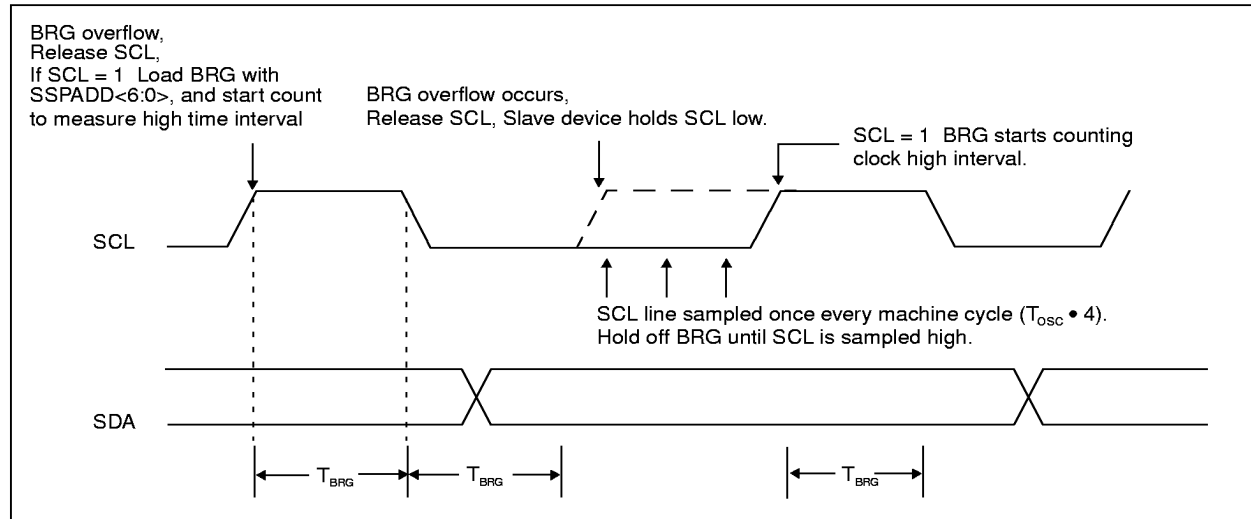 BRG overflow,
Release SCL,
If SCL = 1 Load BRG with
SSPADD<6:0>, and start count
to measure high time interval
BRG overflow occurs,
Release SCL, Slave device holds SCL low.
SCL = 1 BRG starts counting
clock high interval.
SCL
SCL line sampled once every machine cycle (Tosc • 4).
Hold off BRG until SCL is sampled high.
SDA
TBRG
TBRG
TBRG